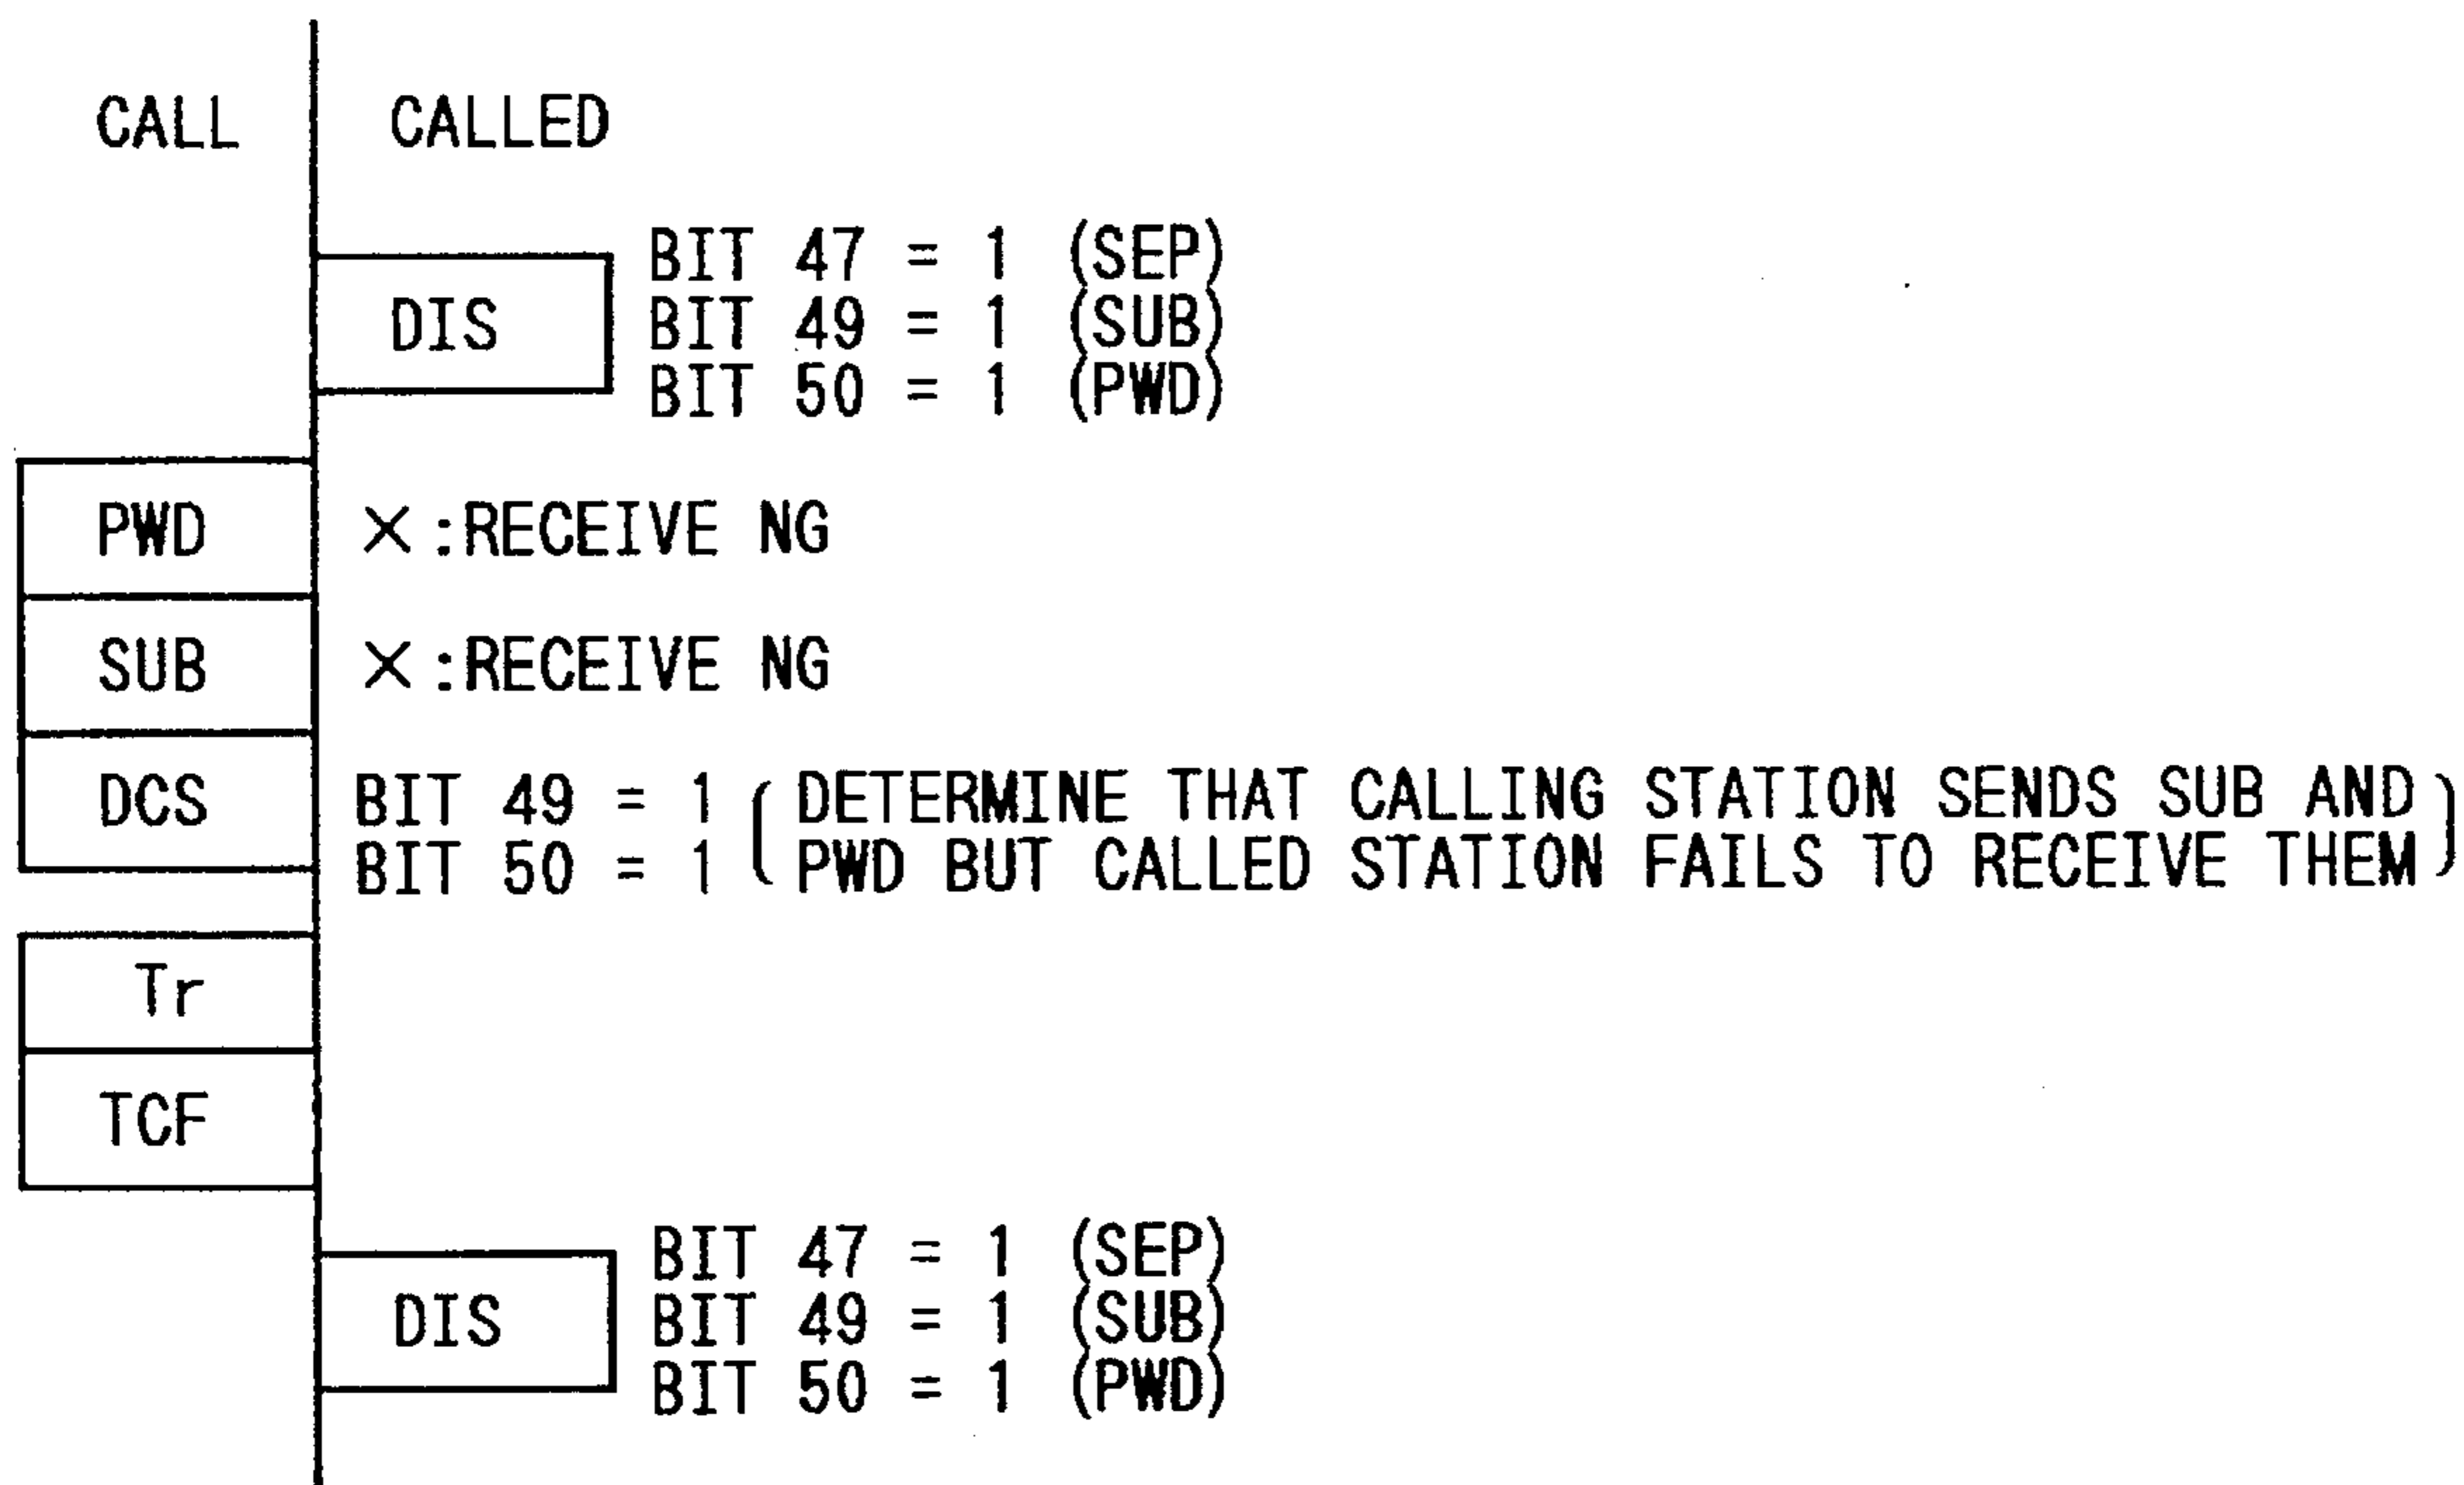 CALL CALLED
BIT 47 = 1 (SEP)
DIS BIT 49 = 1 (SUB)
BIT 50 = 1 (PWD)
PWD ×:RECEIVE NG
SUB ×:RECEIVE NG
DCS BIT 49 = 1 (DETERMINE THAT CALLING STATION SENDS SUB AND
BIT 50 = 1 PWD BUT CALLED STATION FAILS TO RECEIVE THEM)
Tr
TCF
BIT 47 = 1 (SEP)
DIS BIT 49 = 1 (SUB)
BIT 50 = 1 (PWD)